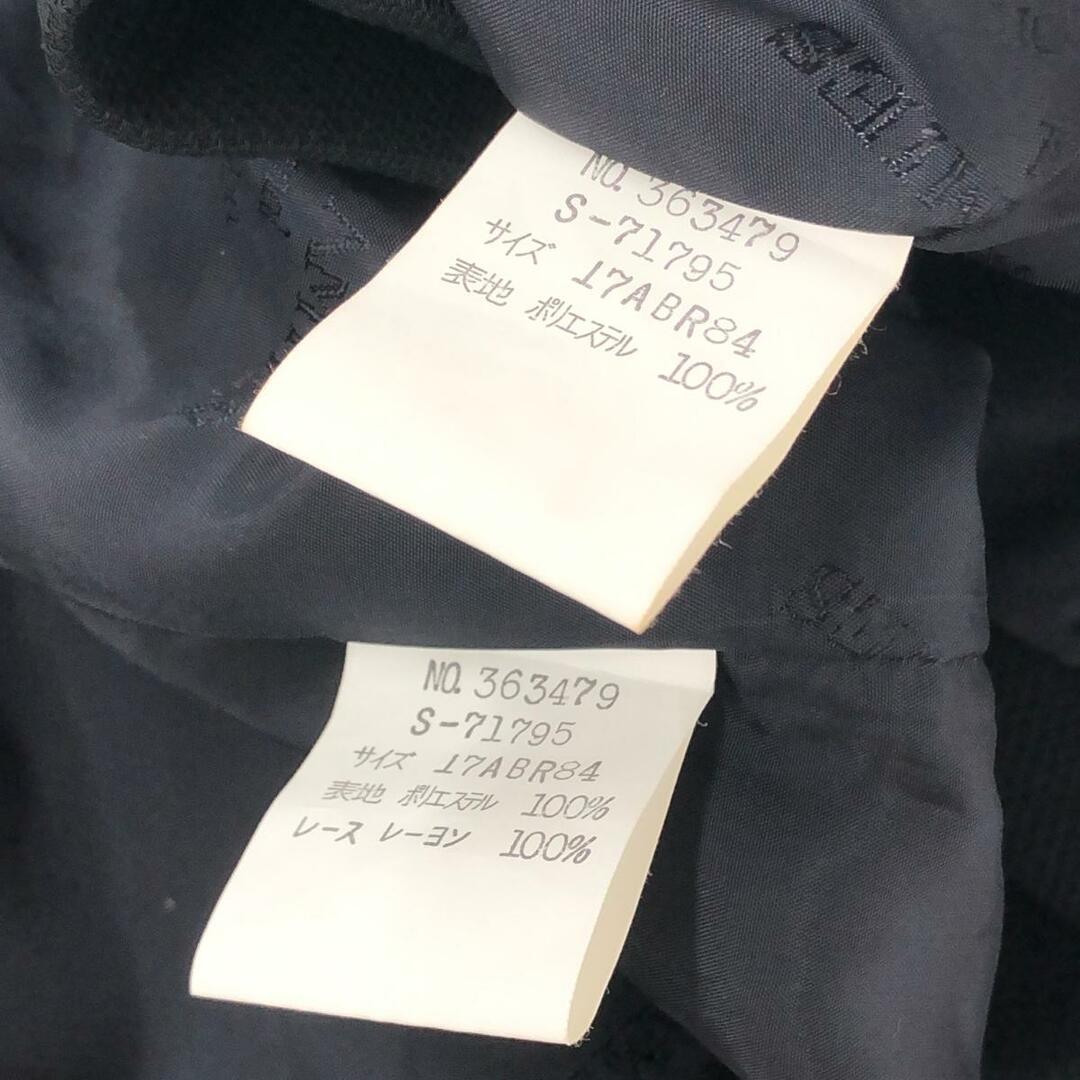 NO. 363479
S-71795
サイズ 17ABR84
表地 ポリエステル 100%
NO. 363479
S-71795
サイズ 17ABR84
表地 ポリエステル 100%
レース レーヨン 100%